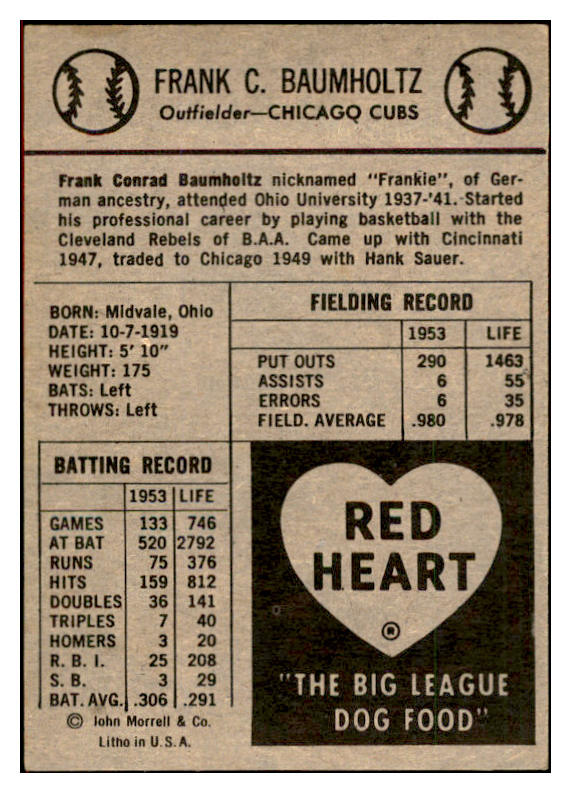 FRANK C. BAUMHOLTZ
Outfielder—CHICAGO CUBS
Frank Conrad Baumholtz nicknamed "Frankie", of Ger-
man ancestry, attended Ohio University 1937-'41. Started
his professional career by playing basketball with the
Cleveland Rebels of B.A.A. Came up with Cincinnati
1947, traded to Chicago 1949 with Hank Sauer.
BORN: Midvale, Ohio
DATE: 10-7-1919
HEIGHT: 5' 10"
WEIGHT: 175
BATS: Left
THROWS: Left
FIELDING RECORD
1953 LIFE
PUT OUTS 290 1463
ASSISTS 6 55
ERRORS 6 35
FIELD. AVERAGE .980 .978
BATTING RECORD
1953 LIFE
GAMES 133 746
AT BAT 520 2792
RUNS 75 376
HITS 159 812
DOUBLES 36 141
TRIPLES 7 40
HOMERS 3 20
R. B. I. 25 208
S. B. 3 29
BAT. AVG. .306 .291
© John Morrell & Co.
Litho in U.S.A.
RED
HEART
®
"THE BIG LEAGUE
DOG FOOD"